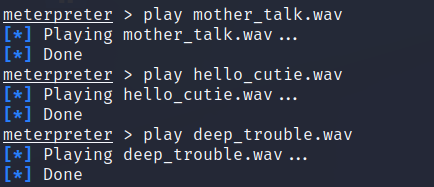 meterpreter > play mother_talk.wav
[*] Playing mother_talk.wav...
[*] Done
meterpreter > play hello_cutie.wav
[*] Playing hello_cutie.wav...
[*] Done
meterpreter > play deep_trouble.wav
[*] Playing deep_trouble.wav...
[*] Done